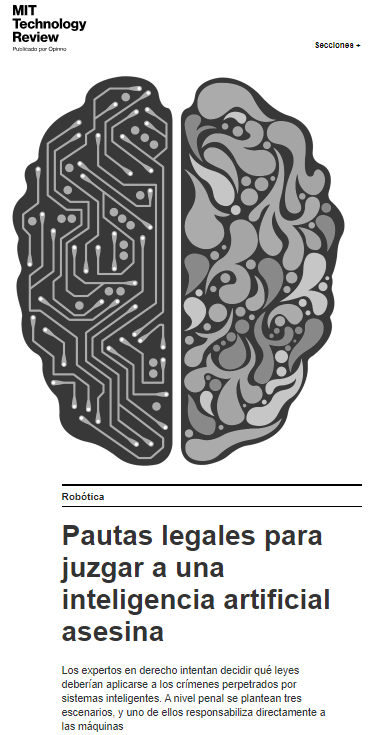 MIT
Technology
Review
Publicado por Opinno
Secciones +
Robótica
Pautas legales para
juzgar a una
inteligencia artificial
asesina
Los expertos en derecho intentan decidir qué leyes
deberían aplicarse a los crímenes perpetrados por
sistemas inteligentes. A nivel penal se plantean tres
escenarios, y uno de ellos responsabiliza directamente a
las máquinas